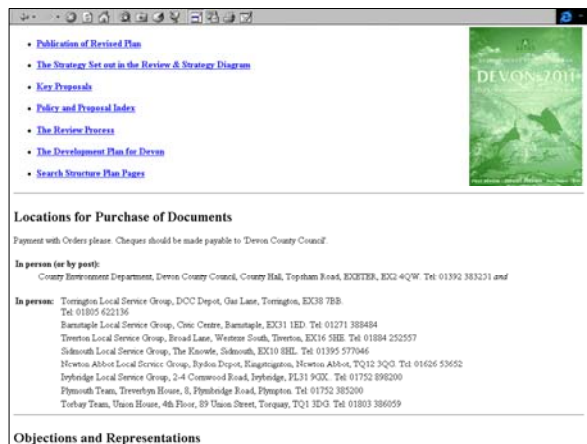 Publication of Revised Plan
The Strategy Set out in the Review & Strategy Diagram
Key Proposals
Policy and Proposal Index
The Review Process
The Development Plan for Devon
Search Structure Plan Pages
DEVON 2011
Locations for Purchase of Documents
Payment with Orders please. Cheques should be made payable to 'Devon County Council'.
In person (or by post):
County Environment Department, Devon County Council, County Hall, Topsham Road, EXETER, EX2 4QW. Tel: 01392 383231 and
In person: Torrington Local Service Group, DCC Depot, Gas Lane, Torrington, EX38 7BB.
Tel: 01805 622136
Barnstaple Local Service Group, Civic Centre, Barnstaple, EX31 1ED. Tel: 01271 388484
Tiverton Local Service Group, Broad Lane, Western South, Tiverton, EX16 5HE. Tel: 01884 252557
Sidmouth Local Service Group, The Knowle, Sidmouth, EX10 8HL. Tel: 01395 577046
Newton Abbot Local Service Group, Rydon Depot, Kingsteignton, Newton Abbot, TQ12 3QG. Tel: 01626 53652
Ivybridge Local Service Group, 2-4 Cornwood Road, Ivybridge, PL31 9GX.. Tel: 01752 898200
Plymouth Team, Treverbyn House, 8, Plymbridge Road, Plympton. Tel: 01752 385200
Torbay Team, Union House, 4th Floor, 89 Union Street, Torquay, TQ1 3DG. Tel: 01803 386059
Objections and Representations